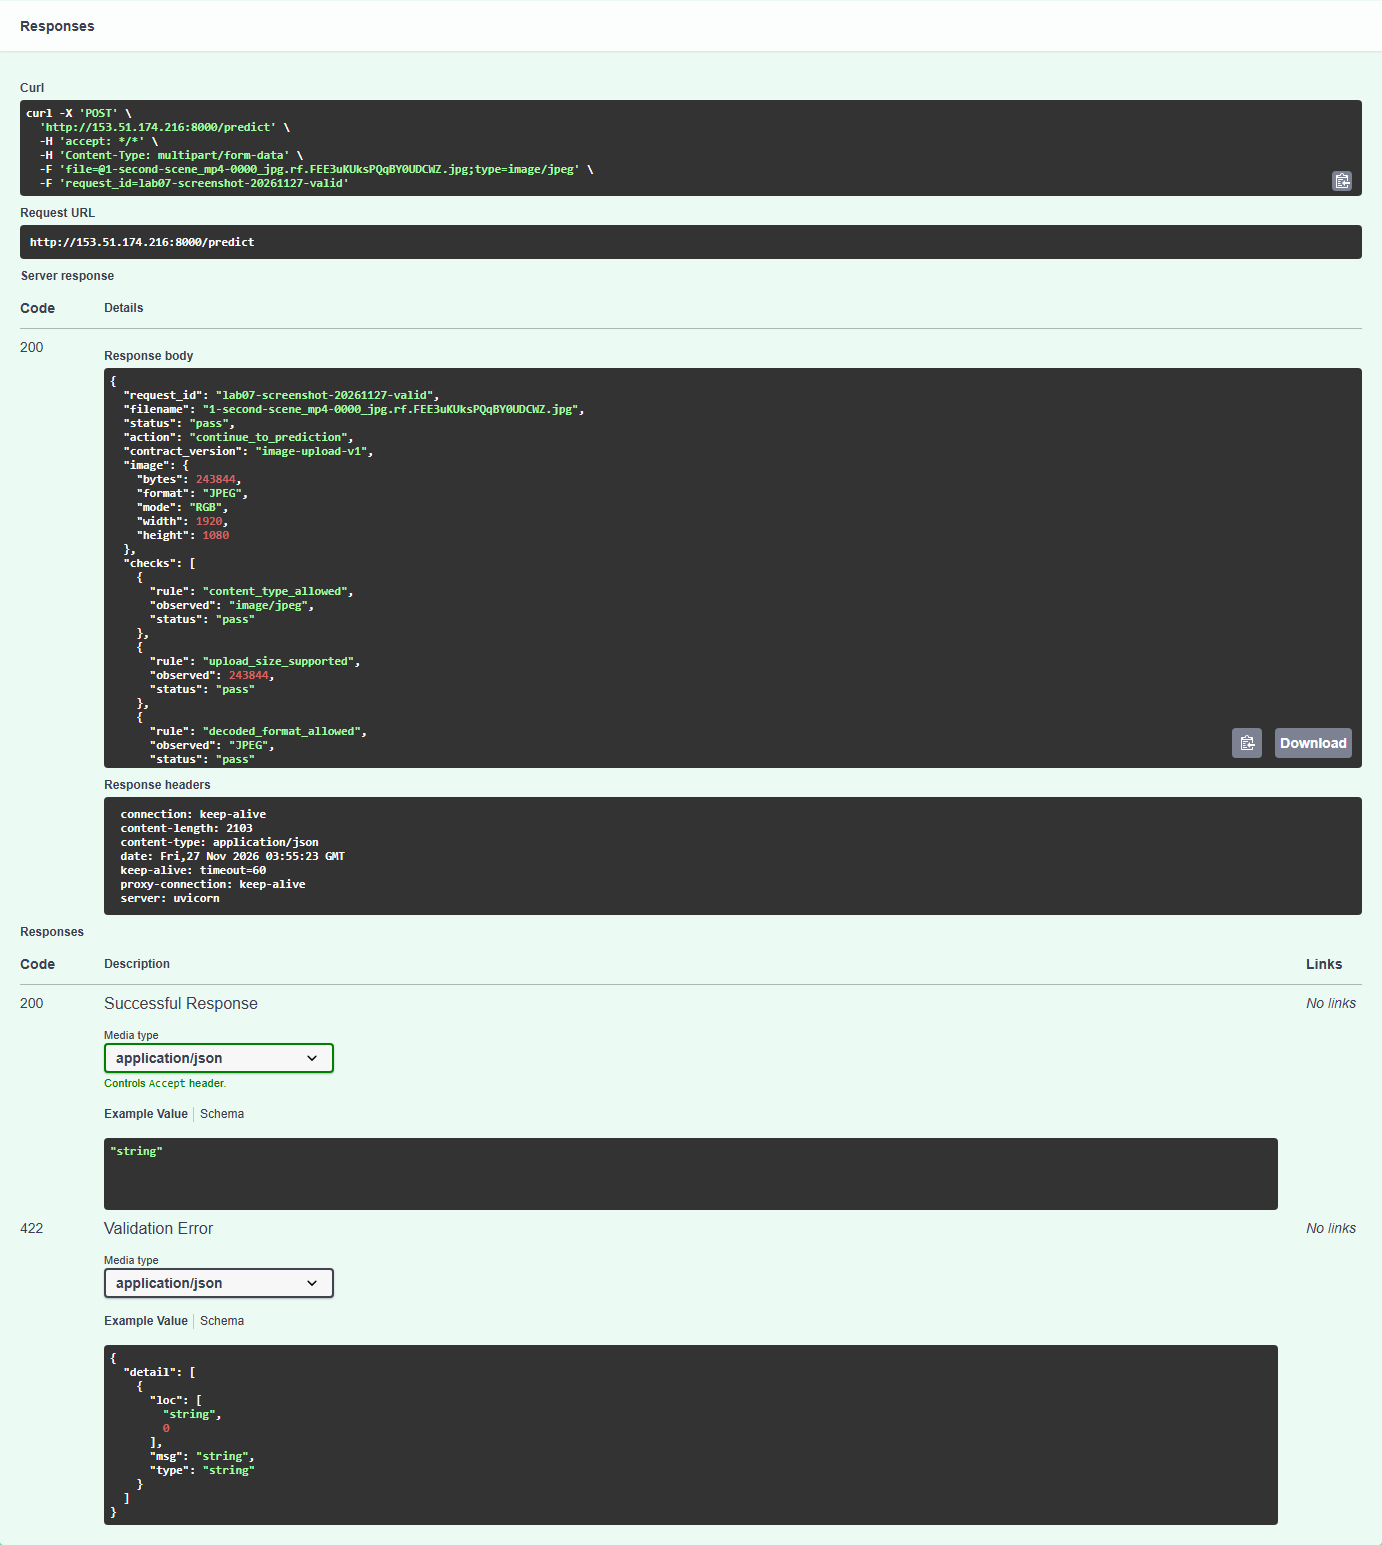 Responses
Curl
curl -X 'POST' \
  'http://153.51.174.216:8000/predict' \
  -H 'accept: */*' \
  -H 'Content-Type: multipart/form-data' \
  -F 'file=@1-second-scene_mp4-0000_jpg.rf.FEE3uKUksPQqBY0UDCWZ.jpg;type=image/jpeg' \
  -F 'request_id=lab07-screenshot-20261127-valid'
Request URL
http://153.51.174.216:8000/predict
Server response
Code Details
200
Response body
{
  "request_id": "lab07-screenshot-20261127-valid",
  "filename": "1-second-scene_mp4-0000_jpg.rf.FEE3uKUksPQqBY0UDCWZ.jpg",
  "status": "pass",
  "action": "continue_to_prediction",
  "contract_version": "image-upload-v1",
  "image": {
    "bytes": 243844,
    "format": "JPEG",
    "mode": "RGB",
    "width": 1920,
    "height": 1080
  },
  "checks": [
    {
      "rule": "content_type_allowed",
      "observed": "image/jpeg",
      "status": "pass"
    },
    {
      "rule": "upload_size_supported",
      "observed": 243844,
      "status": "pass"
    },
    {
      "rule": "decoded_format_allowed",
      "observed": "JPEG",
      "status": "pass"
Download
Response headers
connection: keep-alive
content-length: 2103
content-type: application/json
date: Fri,27 Nov 2026 03:55:23 GMT
keep-alive: timeout=60
proxy-connection: keep-alive
server: uvicorn
Responses
Code Description Links
200 Successful Response No links
Media type
application/json
Controls Accept header.
Example Value Schema
"string"
422 Validation Error No links
Media type
application/json
Example Value Schema
{
  "detail": [
    {
      "loc": [
        "string",
        0
      ],
      "msg": "string",
      "type": "string"
    }
  ]
}